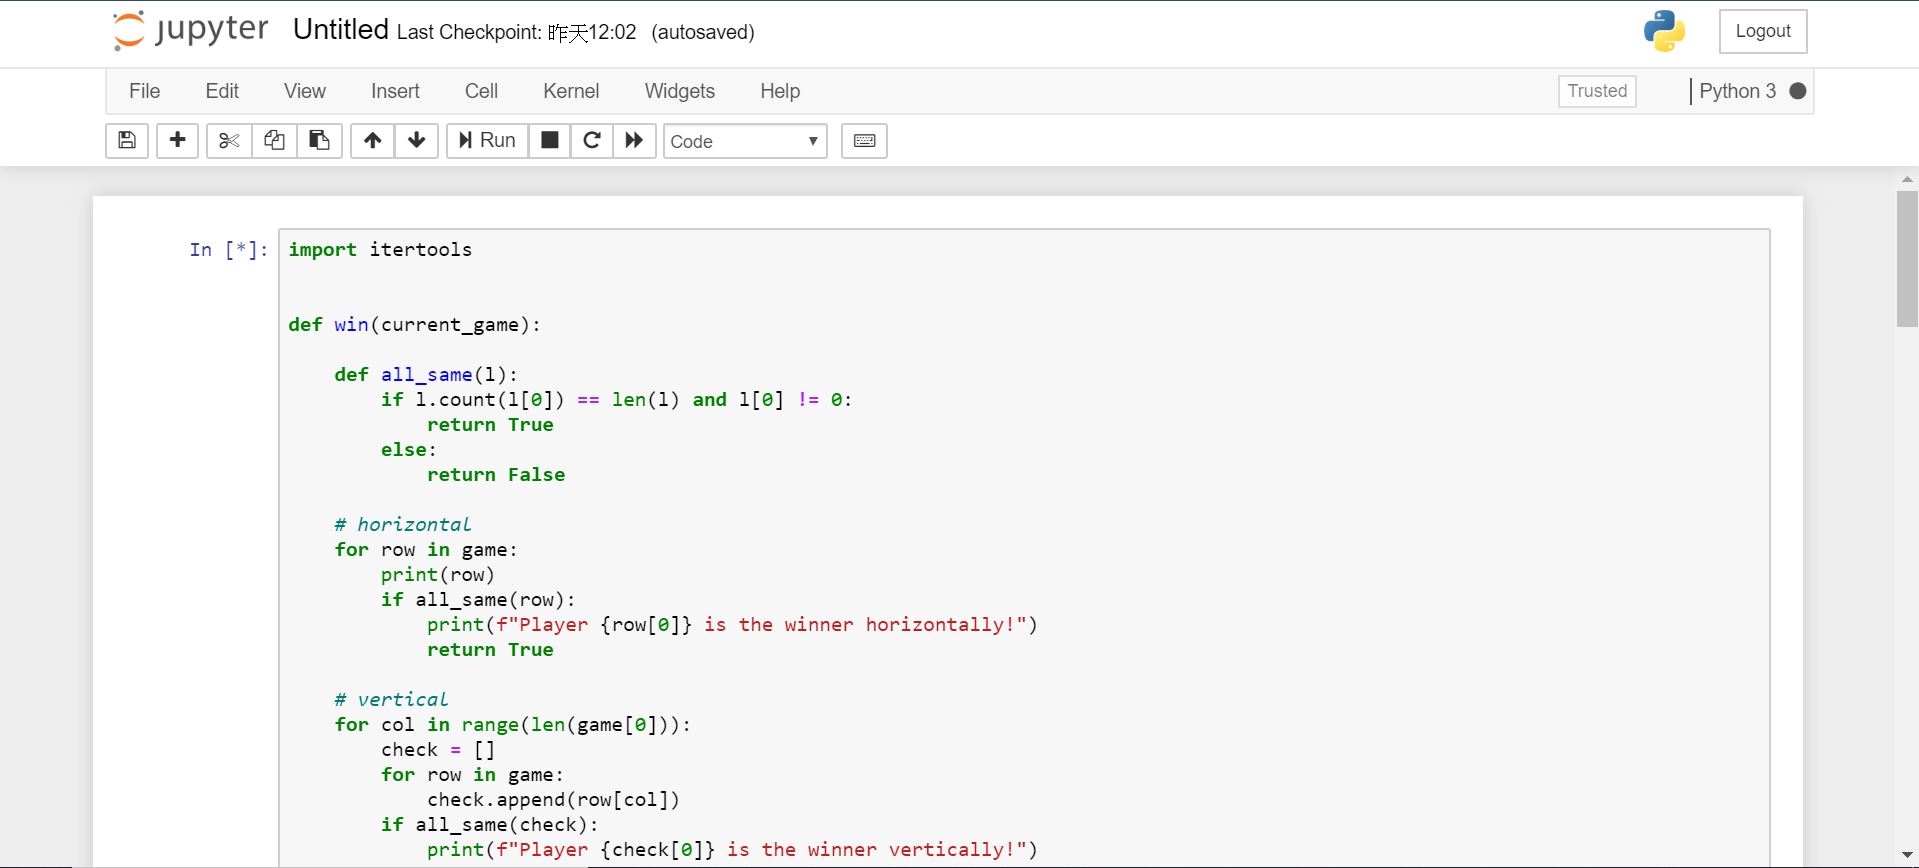 jupyter Untitled Last Checkpoint: 昨天12:02 (autosaved)
Logout
File Edit View Insert Cell Kernel Widgets Help
Trusted
Python 3
Run
Code
In [*]:
import itertools
def win(current_game):
    def all_same(l):
        if l.count(l[0]) == len(l) and l[0] != 0:
            return True
        else:
            return False
    # horizontal
    for row in game:
        print(row)
        if all_same(row):
            print(f"Player {row[0]} is the winner horizontally!")
            return True
    # vertical
    for col in range(len(game[0])):
        check = []
        for row in game:
            check.append(row[col])
        if all_same(check):
            print(f"Player {check[0]} is the winner vertically!")